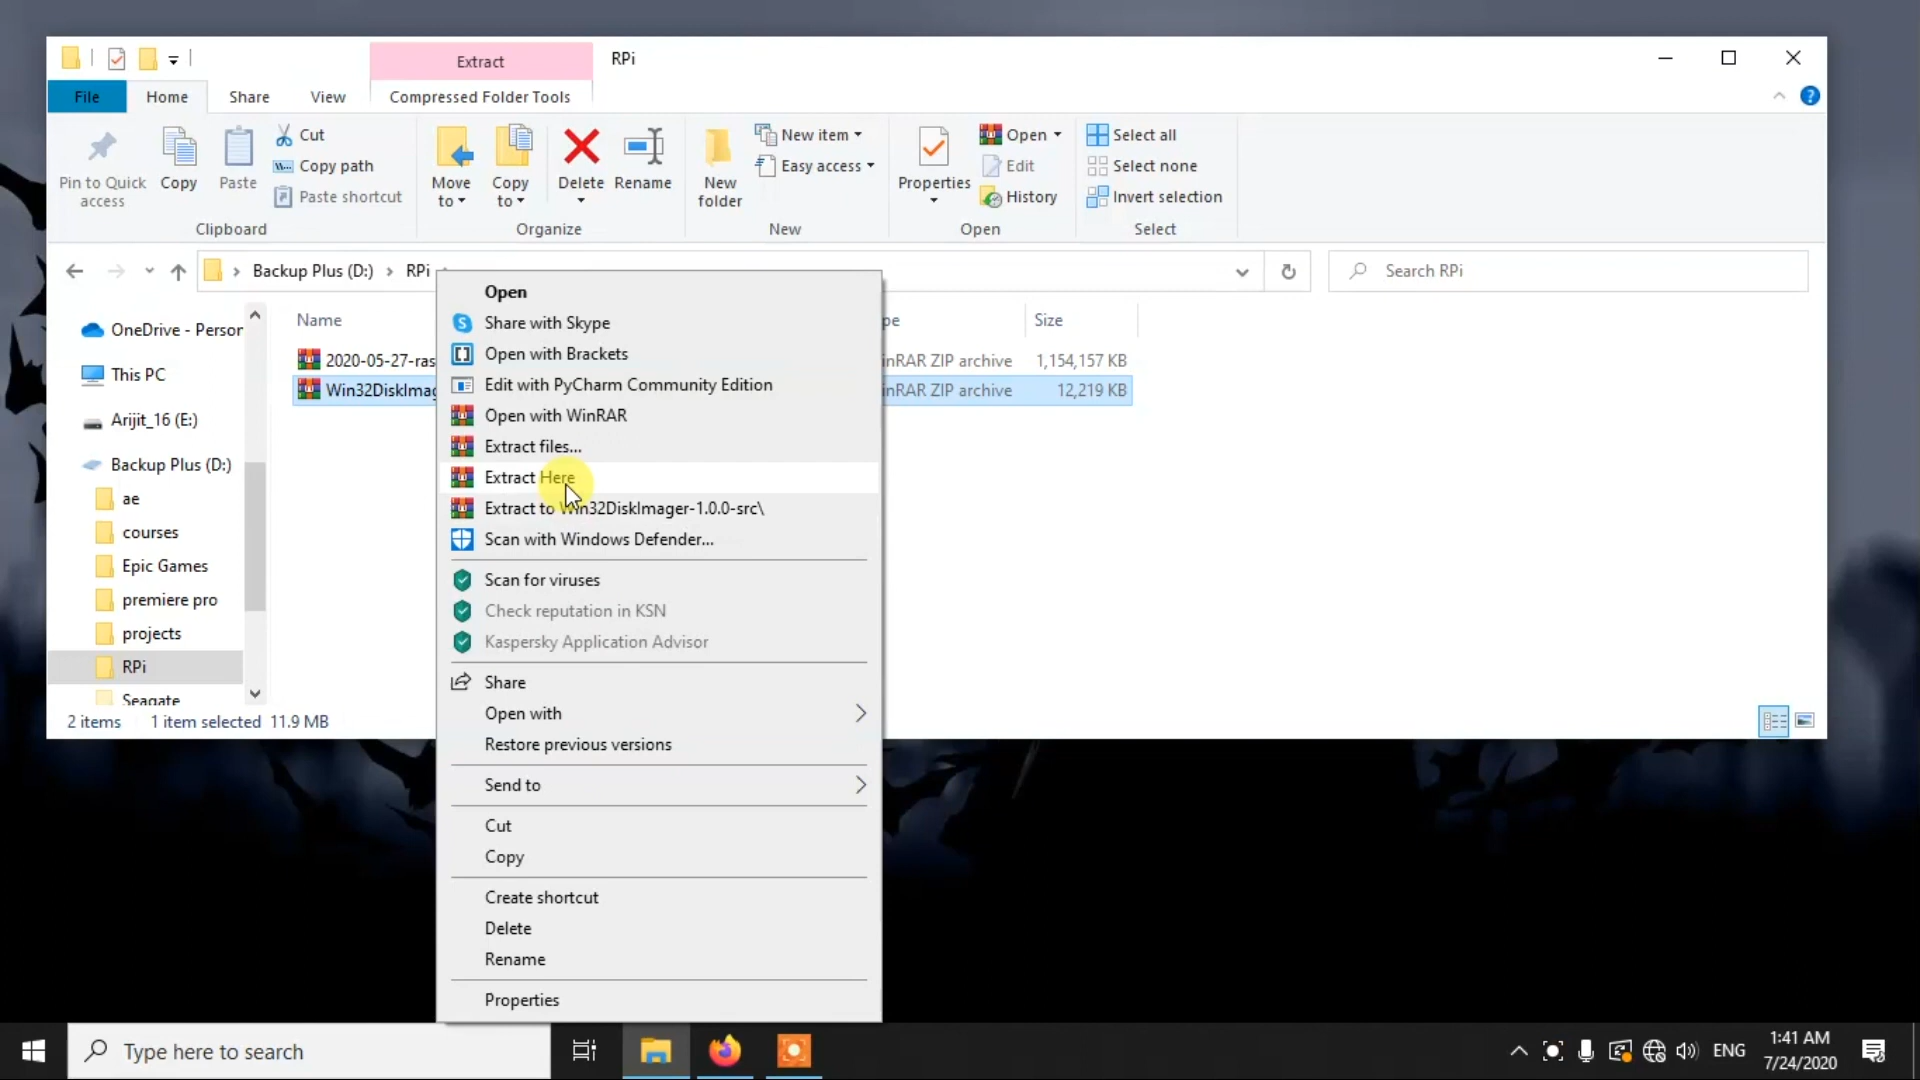 Extract
RPi
File
Home
Share
View
Compressed Folder Tools
Pin to Quick
access
Copy
Paste
Cut
Copy path
Paste shortcut
Clipboard
Move
to
Copy
to
Delete
Rename
Organize
New
folder
New item
Easy access
New
Properties
Open
Edit
History
Open
Select all
Select none
Invert selection
Select
Backup Plus (D:) › RPi
Search RPi
OneDrive - Person
This PC
Arijit_16 (E:)
Backup Plus (D:)
ae
courses
Epic Games
premiere pro
projects
RPi
Seagate
Name
Size
2020-05-27-ras
inRAR ZIP archive
1,154,157 KB
Win32DiskImag
inRAR ZIP archive
12,219 KB
Open
Share with Skype
Open with Brackets
Edit with PyCharm Community Edition
Open with WinRAR
Extract files...
Extract Here
Extract to Win32DiskImager-1.0.0-src\
Scan with Windows Defender...
Scan for viruses
Check reputation in KSN
Kaspersky Application Advisor
Share
Open with
Restore previous versions
Send to
Cut
Copy
Create shortcut
Delete
Rename
Properties
2 items
1 item selected 11.9 MB
Type here to search
ENG
1:41 AM
7/24/2020